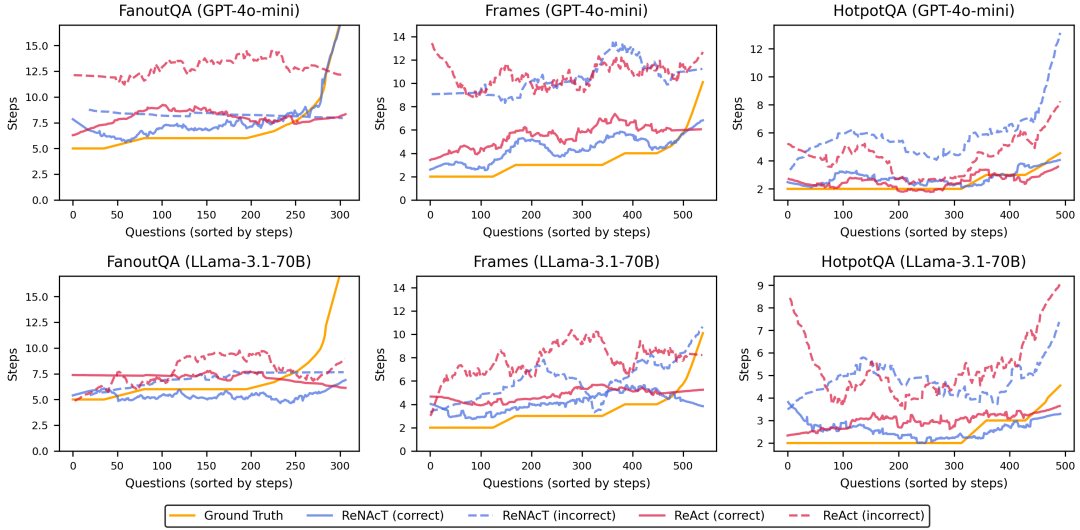 FanoutQA (GPT-4o-mini)
Steps
15.0
12.5
10.0
7.5
5.0
2.5
0.0
0 50 100 150 200 250 300
Questions (sorted by steps)
Frames (GPT-4o-mini)
Steps
14
12
10
8
6
4
2
0
0 100 200 300 400 500
Questions (sorted by steps)
HotpotQA (GPT-4o-mini)
Steps
12
10
8
6
4
2
0 100 200 300 400 500
Questions (sorted by steps)
FanoutQA (LLama-3.1-70B)
Steps
15.0
12.5
10.0
7.5
5.0
2.5
0.0
0 50 100 150 200 250 300
Questions (sorted by steps)
Frames (LLama-3.1-70B)
Steps
14
12
10
8
6
4
2
0
0 100 200 300 400 500
Questions (sorted by steps)
HotpotQA (LLama-3.1-70B)
Steps
9
8
7
6
5
4
3
2
0 100 200 300 400 500
Questions (sorted by steps)
Ground Truth ReNAcT (correct) ReNAcT (incorrect) ReAct (correct) ReAct (incorrect)